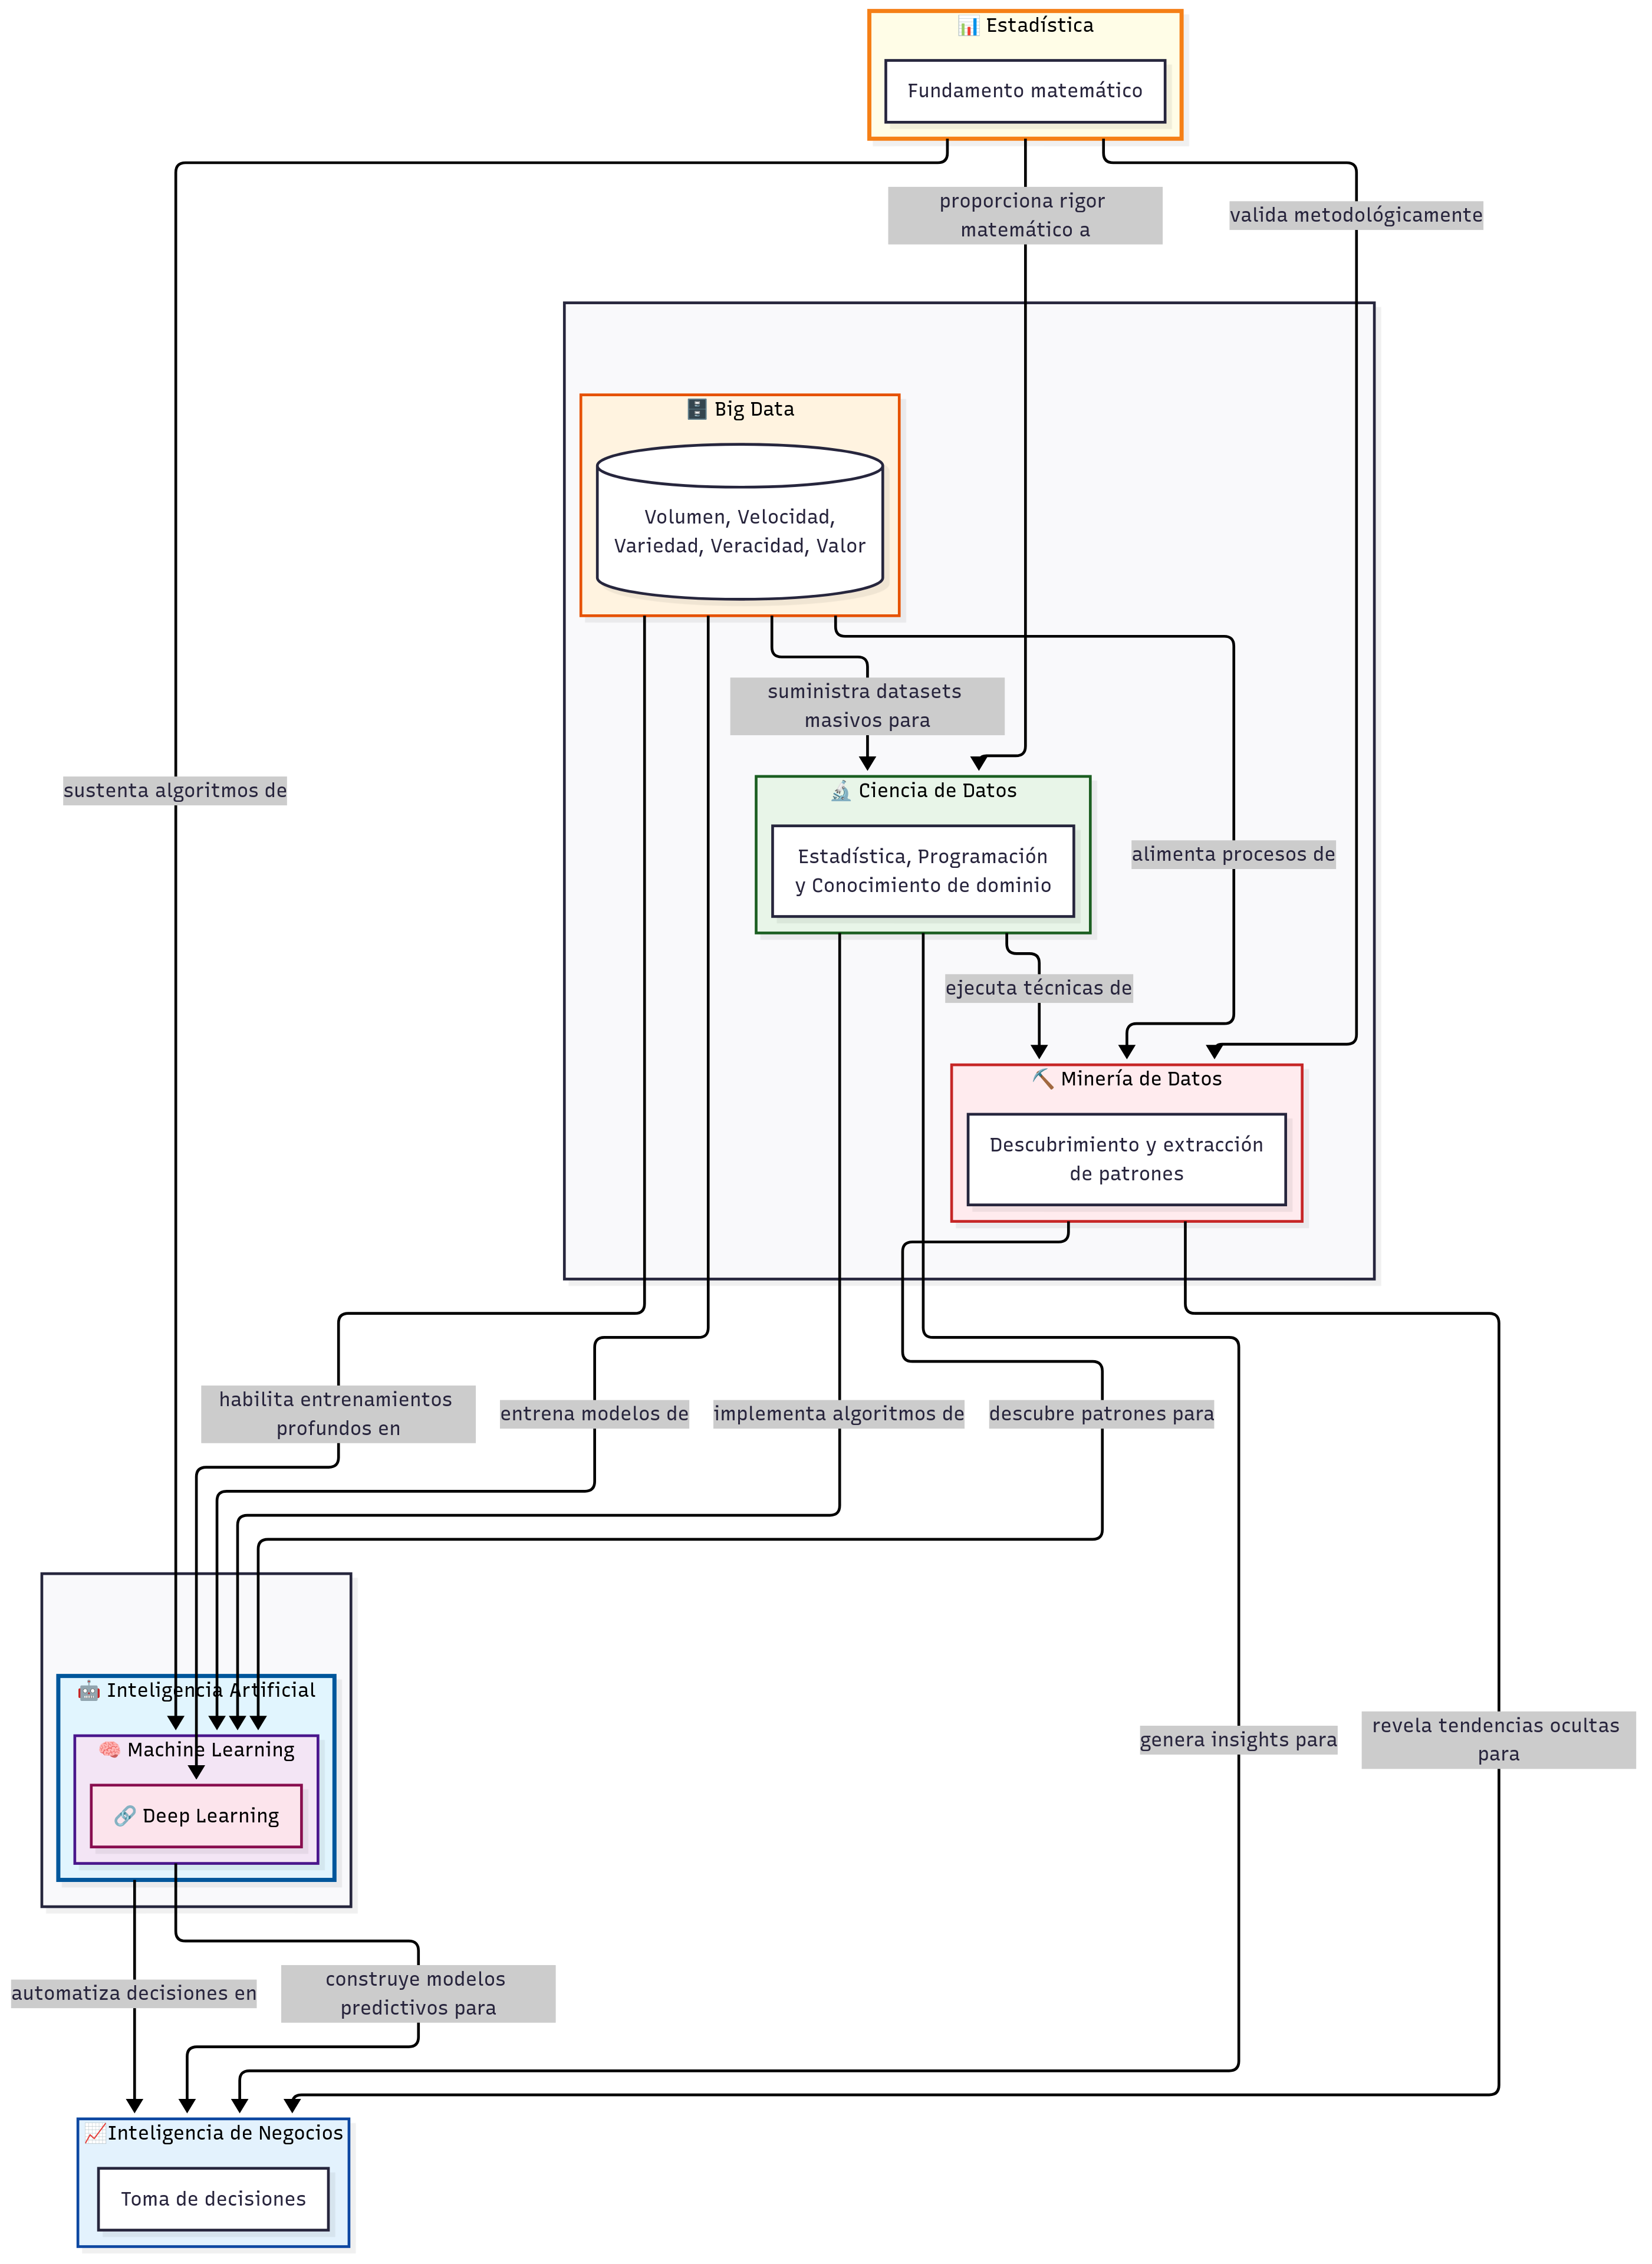 📊 Estadística
Fundamento matemático
proporciona rigor
matemático a
valida metodológicamente
🗄️ Big Data
Volumen, Velocidad,
Variedad, Veracidad, Valor
suministra datasets
masivos para
sustenta algoritmos de
🔬 Ciencia de Datos
Estadística, Programación
y Conocimiento de dominio
alimenta procesos de
ejecuta técnicas de
⛏️ Minería de Datos
Descubrimiento y extracción
de patrones
habilita entrenamientos
profundos en
entrena modelos de
implementa algoritmos de
descubre patrones para
🤖 Inteligencia Artificial
🧠 Machine Learning
🔗 Deep Learning
genera insights para
revela tendencias ocultas
para
automatiza decisiones en
construye modelos
predictivos para
📈Inteligencia de Negocios
Toma de decisiones